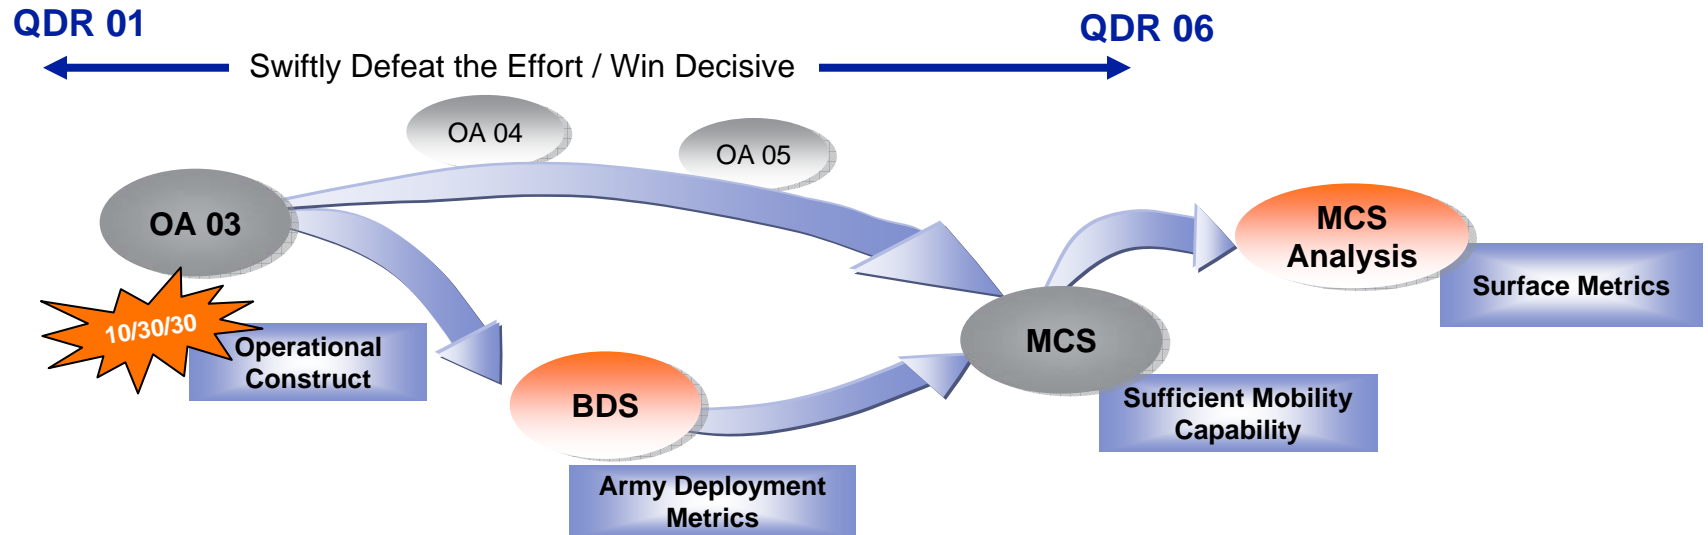 QDR 01
QDR 06
Swiftly Defeat the Effort / Win Decisive
OA 04
OA 05
OA 03
MCS
Analysis
Surface Metrics
10/30/30
Operational
Construct
MCS
BDS
Sufficient Mobility
Capability
Army Deployment
Metrics